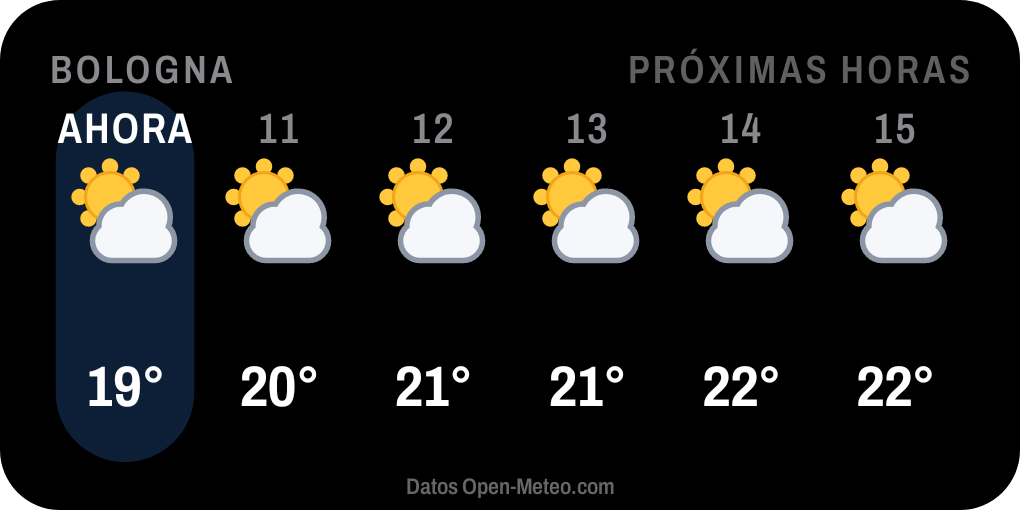 BOLOGNA PRÓXIMAS HORAS
AHORA 11 12 13 14 15
19° 20° 21° 21° 22° 22°
Datos Open-Meteo.com